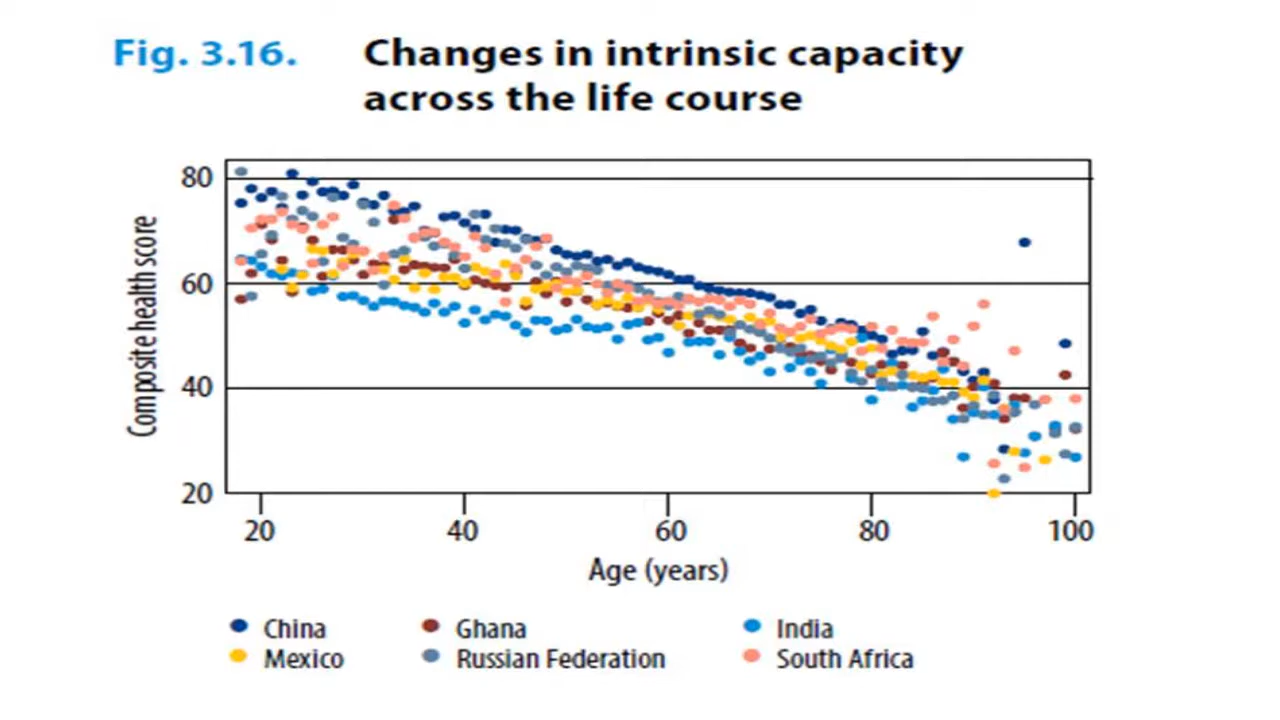 Fig. 3.16. Changes in intrinsic capacity
across the life course
80
60
40
20
Composite health score
20 40 60 80 100
Age (years)
China Ghana India
Mexico Russian Federation South Africa